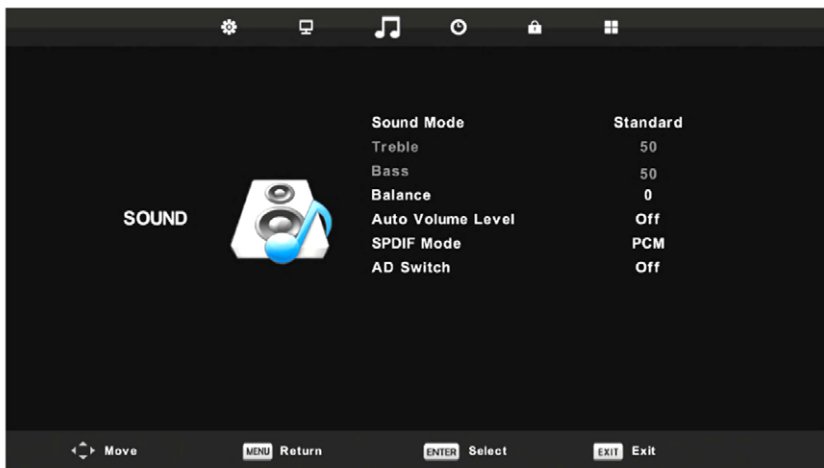 Sound Mode Standard
Treble 50
Bass 50
Balance 0
SOUND
Auto Volume Level Off
SPDIF Mode PCM
AD Switch Off
Move MENU Return ENTER Select EXIT Exit